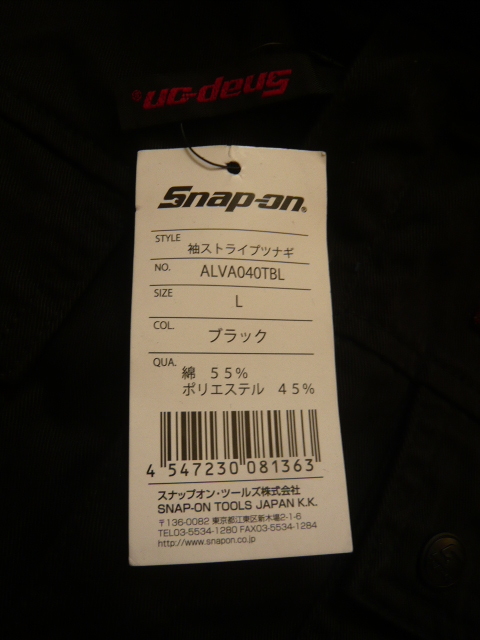 Snap-on
Snap-on®
STYLE 袖ストライプツナギ
NO. ALVA040TBL
SIZE L
COL. ブラック
QUA. 綿 55%
ポリエステル 45%
4 547230 081363
スナップオン・ツールズ株式会社
SNAP-ON TOOLS JAPAN K.K.
〒136-0082 東京都江東区新木場2-1-6
TEL03-5534-1280 FAX03-5534-1284
http://www.snapon.co.jp